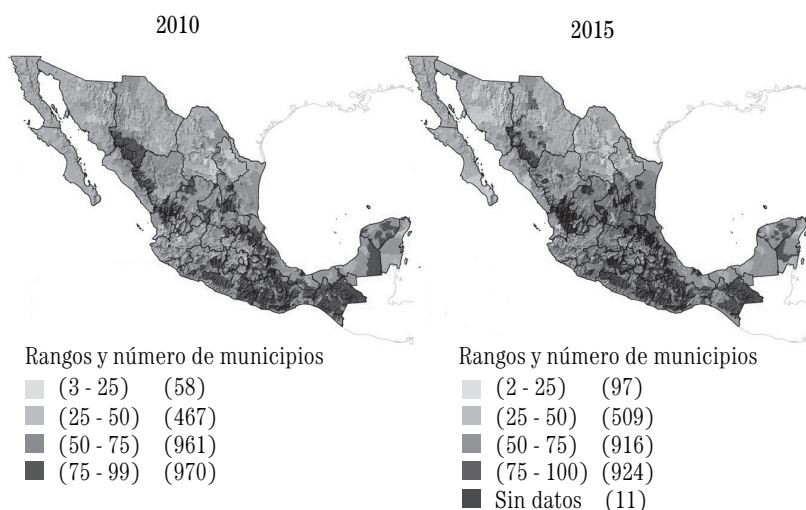 2010
Rangos y número de municipios
(3 - 25) (58)
(25 - 50) (467)
(50 - 75) (961)
(75 - 99) (970)
2015
Rangos y número de municipios
(2 - 25) (97)
(25 - 50) (509)
(50 - 75) (916)
(75 - 100) (924)
Sin datos (11)